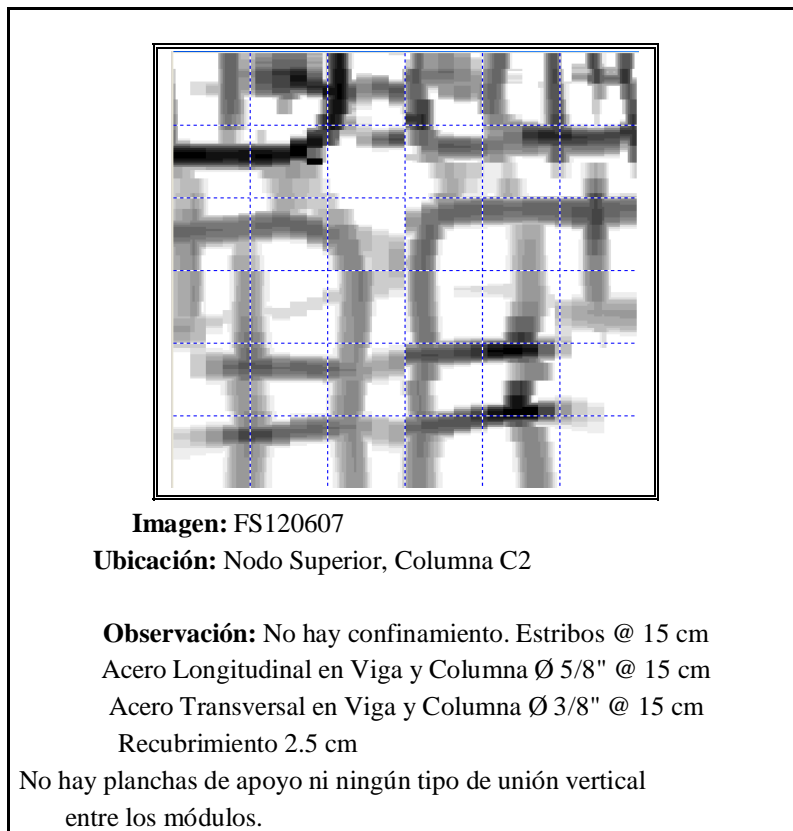 Imagen: FS120607
Ubicación: Nodo Superior, Columna C2
Observación: No hay confinamiento. Estribos @ 15 cm
Acero Longitudinal en Viga y Columna Ø 5/8" @ 15 cm
Acero Transversal en Viga y Columna Ø 3/8" @ 15 cm
Recubrimiento 2.5 cm
No hay planchas de apoyo ni ningún tipo de unión vertical
entre los módulos.